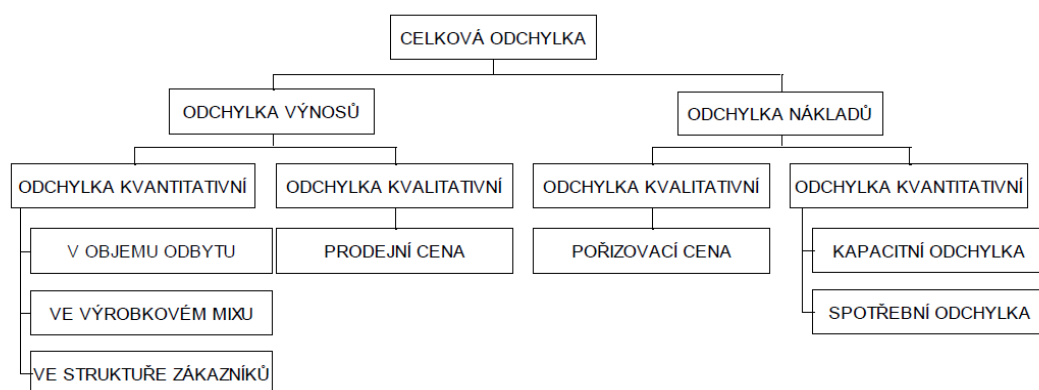 CELKOVÁ ODCHYLKA
ODCHYLKA VÝNOSŮ
ODCHYLKA NÁKLADŮ
ODCHYLKA KVANTITATIVNÍ
ODCHYLKA KVALITATIVNÍ
ODCHYLKA KVALITATIVNÍ
ODCHYLKA KVANTITATIVNÍ
V OBJEMU ODBYTU
PRODEJNÍ CENA
POŘIZOVACÍ CENA
KAPACITNÍ ODCHYLKA
VE VÝROBKOVÉM MIXU
SPOTŘEBNÍ ODCHYLKA
VE STRUKTUŘE ZÁKAZNÍKŮ